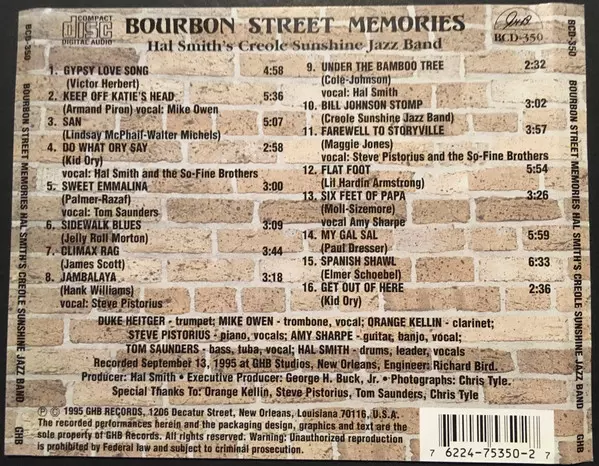 COMPACT
disc
DIGITAL AUDIO
BOURBON STREET MEMORIES
Hal Smith's Creole Sunshine Jazz Band
GHB
BCD-350
1. GYPSY LOVE SONG 4:58
(Victor Herbert)
2. KEEP OFF KATIE'S HEAD 5:36
(Armand Piron) vocal: Mike Owen
3. SAN 5:07
(Lindsay McPhail-Walter Michels)
4. DO WHAT ORY SAY 2:58
(Kid Ory)
vocal: Hal Smith and the So-Fine Brothers
5. SWEET EMMALINA 3:00
(Palmer-Razaf)
vocal: Tom Saunders
6. SIDEWALK BLUES 3:09
(Jelly Roll Morton)
7. CLIMAX RAG 3:44
(James Scott)
8. JAMBALAYA 3:18
(Hank Williams)
vocal: Steve Pistorius
9. UNDER THE BAMBOO TREE 2:32
(Cole-Johnson)
vocal: Hal Smith
10. BILL JOHNSON STOMP 3:02
(Creole Sunshine Jazz Band)
11. FAREWELL TO STORYVILLE 3:57
(Maggie Jones)
vocal: Steve Pistorius and the So-Fine Brothers
12. FLAT FOOT 5:54
(Lil Hardin Armstrong)
13. SIX FEET OF PAPA 3:26
(Moll-Sizemore)
vocal Amy Sharpe
14. MY GAL SAL 5:59
(Paul Dresser)
15. SPANISH SHAWL 6:33
(Elmer Schoebel)
16. GET OUT OF HERE 2:36
(Kid Ory)
DUKE HEITGER - trumpet; MIKE OWEN - trombone, vocal; ORANGE KELLIN - clarinet;
STEVE PISTORIUS - piano, vocals; AMY SHARPE - guitar, banjo, vocal;
TOM SAUNDERS - bass, tuba, vocal; HAL SMITH - drums, leader, vocals
Recorded September 13, 1995 at GHB Studios, New Orleans, Engineer: Richard Bird.
Producer: Hal Smith • Executive Producer: George H. Buck, Jr. • Photographs: Chris Tyle.
Special Thanks To: Orange Kellin, Steve Pistorius, Tom Saunders, Chris Tyle
℗ © 1995 GHB RECORDS, 1206 Decatur Street, New Orleans, Louisiana 70116, U.S.A.
The recorded performances herein and the packaging design, graphics and text are the
sole property of GHB Records. All rights reserved. Warning: Unauthorized reproduction
is prohibited by Federal law and subject to criminal prosecution.
7 6224-75350-2 7
BCD-350 BOURBON STREET MEMORIES HAL SMITH'S CREOLE SUNSHINE JAZZ BAND GHB
BCD-350 BOURBON STREET MEMORIES HAL SMITH'S CREOLE SUNSHINE JAZZ BAND GHB